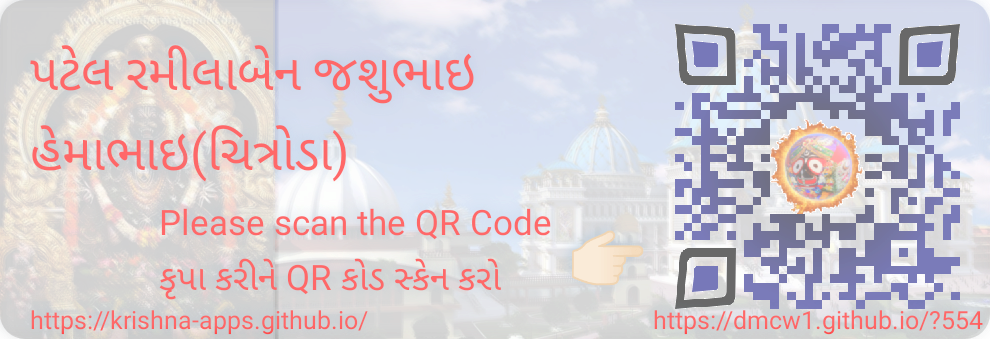 પટેલ રમીલાબેન જશુભાઇ
હેમાભાઇ(ચિત્રોડા)
Please scan the QR Code
કૃપા કરીને QR કોડ સ્કેન કરો
https://krishna-apps.github.io/
https://dmcw1.github.io/?554